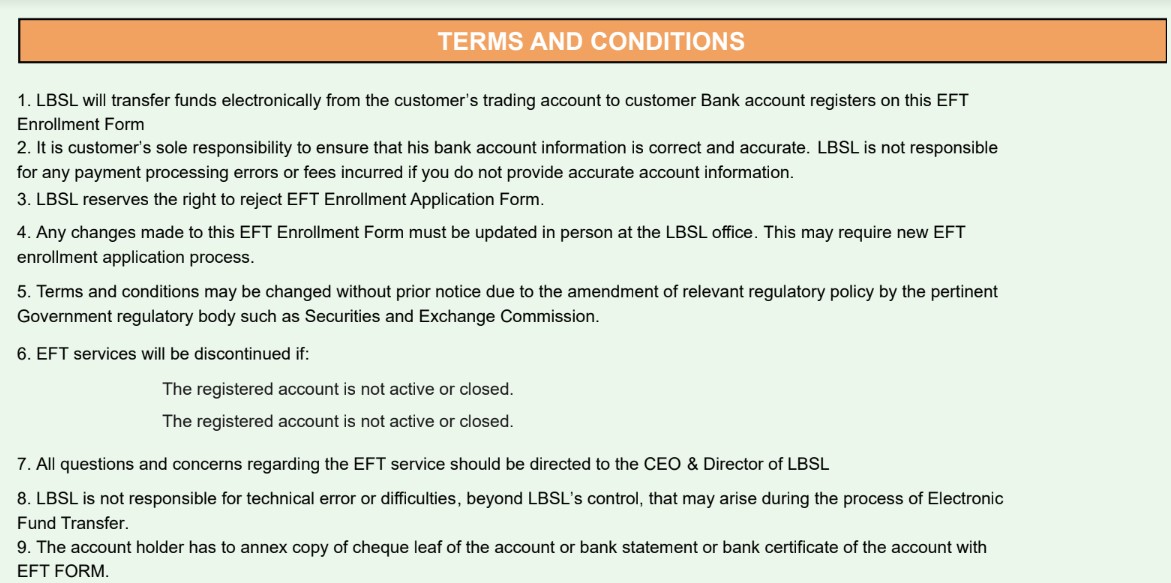 TERMS AND CONDITIONS
1. LBSL will transfer funds electronically from the customer's trading account to customer Bank account registers on this EFT
Enrollment Form
2. It is customer's sole responsibility to ensure that his bank account information is correct and accurate. LBSL is not responsible
for any payment processing errors or fees incurred if you do not provide accurate account information.
3. LBSL reserves the right to reject EFT Enrollment Application Form.
4. Any changes made to this EFT Enrollment Form must be updated in person at the LBSL office. This may require new EFT
enrollment application process.
5. Terms and conditions may be changed without prior notice due to the amendment of relevant regulatory policy by the pertinent
Government regulatory body such as Securities and Exchange Commission.
6. EFT services will be discontinued if:
The registered account is not active or closed.
The registered account is not active or closed.
7. All questions and concerns regarding the EFT service should be directed to the CEO & Director of LBSL
8. LBSL is not responsible for technical error or difficulties, beyond LBSL's control, that may arise during the process of Electronic
Fund Transfer.
9. The account holder has to annex copy of cheque leaf of the account or bank statement or bank certificate of the account with
EFT FORM.